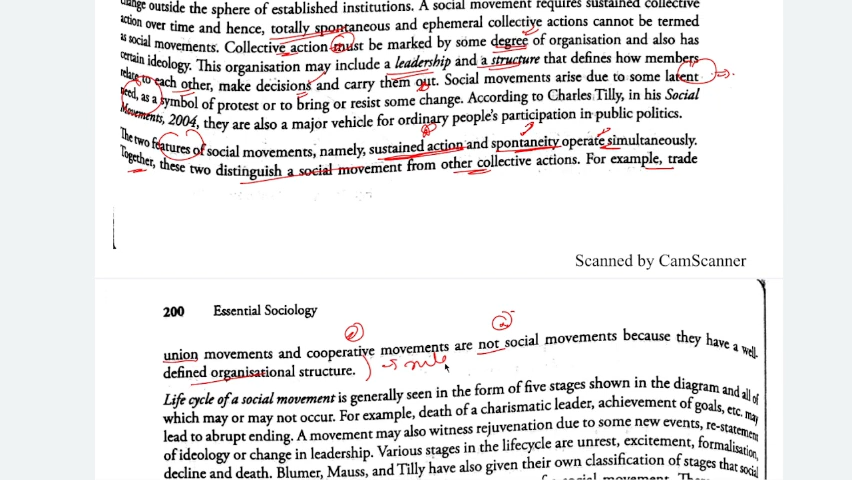 change outside the sphere of established institutions. A social movement requires sustained collective
action over time and hence, totally spontaneous and ephemeral collective actions cannot be termed
as social movements. Collective action must be marked by some degree of organisation and also has
certain ideology. This organisation may include a leadership and a structure that defines how members
relate to each other, make decisions and carry them out. Social movements arise due to some latent
need, as a symbol of protest or to bring or resist some change. According to Charles Tilly, in his Social
Movements, 2004, they are also a major vehicle for ordinary people's participation in public politics.
The two features of social movements, namely, sustained action and spontaneity operate simultaneously.
Together, these two distinguish a social movement from other collective actions. For example, trade
Scanned by CamScanner
200 Essential Sociology
union movements and cooperative movements are not social movements because they have a well-
defined organisational structure.
Life cycle of a social movement is generally seen in the form of five stages shown in the diagram and all of
which may or may not occur. For example, death of a charismatic leader, achievement of goals, etc. may
lead to abrupt ending. A movement may also witness rejuvenation due to some new events, re-statement
of ideology or change in leadership. Various stages in the lifecycle are unrest, excitement, formalisation,
decline and death. Blumer, Mauss, and Tilly have also given their own classification of stages that social